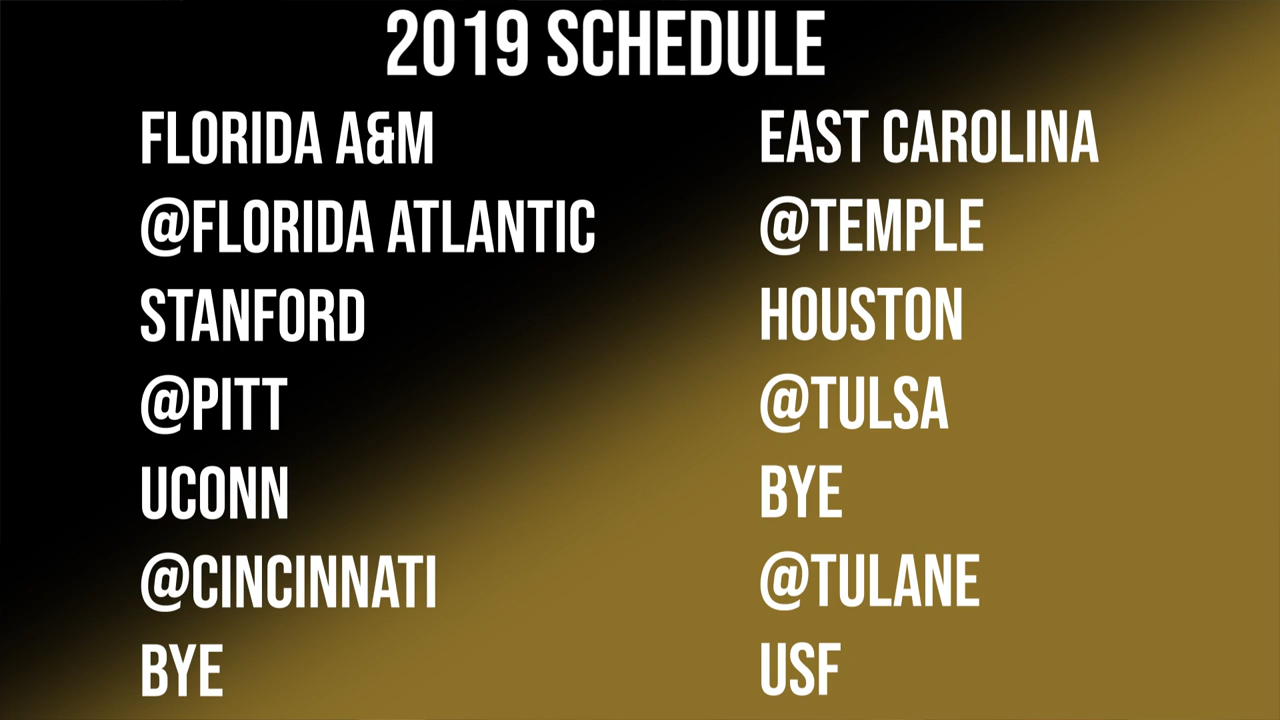 2019 SCHEDULE
FLORIDA A&M
@FLORIDA ATLANTIC
STANFORD
@PITT
UCONN
@CINCINNATI
BYE
EAST CAROLINA
@TEMPLE
HOUSTON
@TULSA
BYE
@TULANE
USF